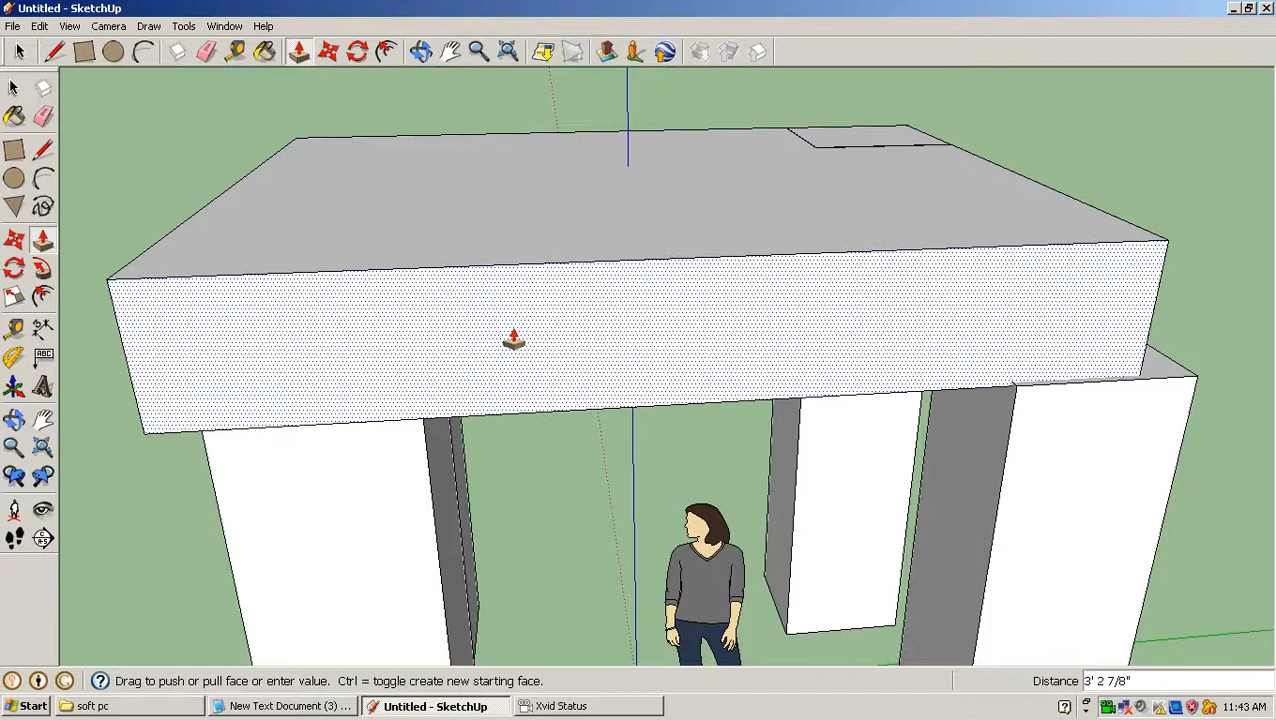 Untitled - SketchUp
File Edit View Camera Draw Tools Window Help
ABC
Drag to push or pull face or enter value. Ctrl = toggle create new starting face.
Distance 3' 2 7/8"
Start soft pc New Text Document (3) ... Untitled - SketchUp Xvid Status 11:43 AM